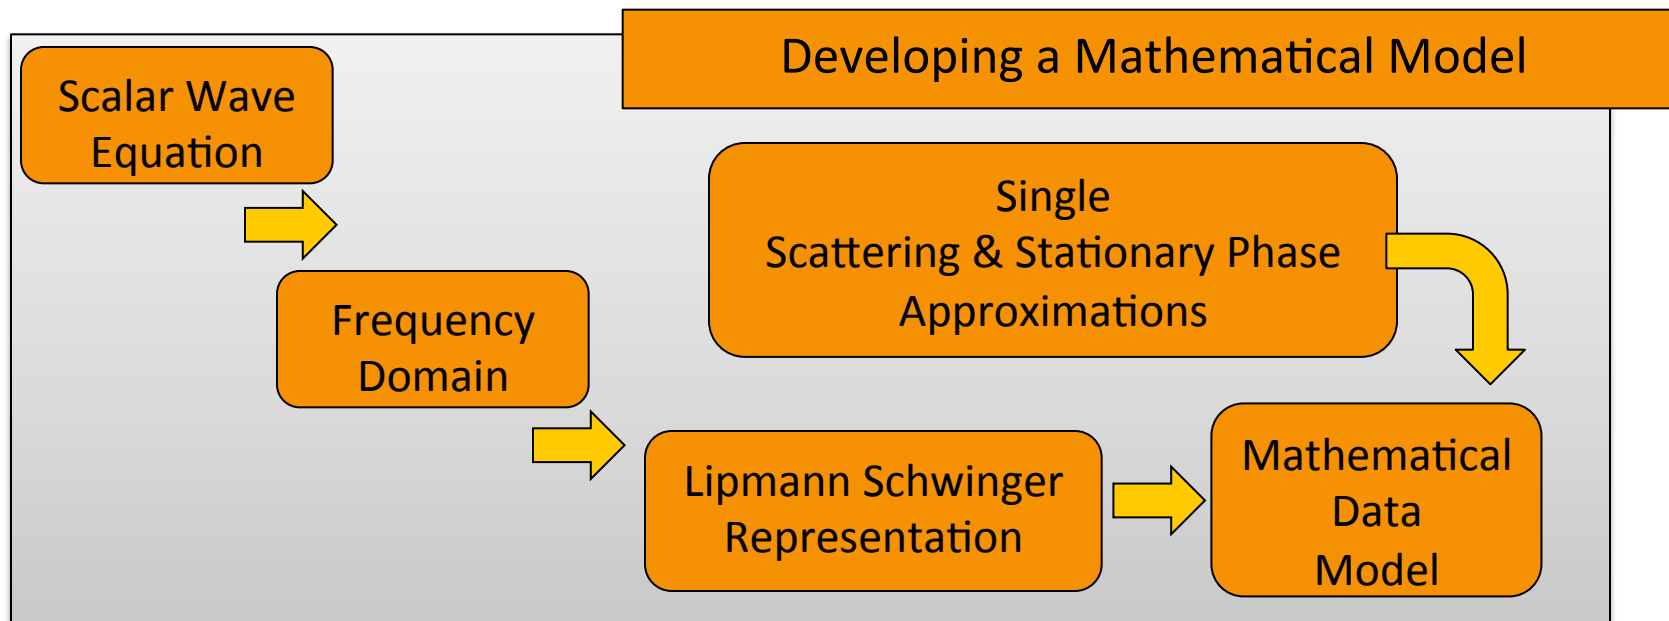 Developing a Mathematical Model
Scalar Wave
Equation
Single
Scattering & Stationary Phase
Approximations
Frequency
Domain
Lipmann Schwinger
Representation
Mathematical
Data
Model